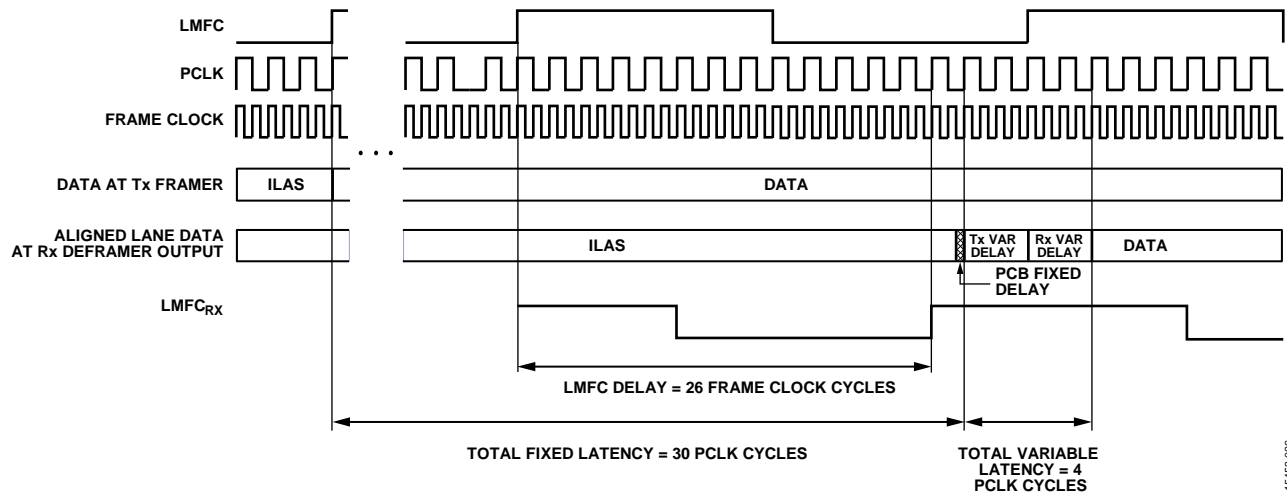 LMFC
PCLK
FRAME CLOCK
. . .
DATA AT Tx FRAMER
ILAS
DATA
ALIGNED LANE DATA
AT Rx DEFRAMER OUTPUT
ILAS
Tx VAR
DELAY
Rx VAR
DELAY
DATA
PCB FIXED
DELAY
LMFCRX
LMFC DELAY = 26 FRAME CLOCK CYCLES
TOTAL FIXED LATENCY = 30 PCLK CYCLES
TOTAL VARIABLE
LATENCY = 4
PCLK CYCLES